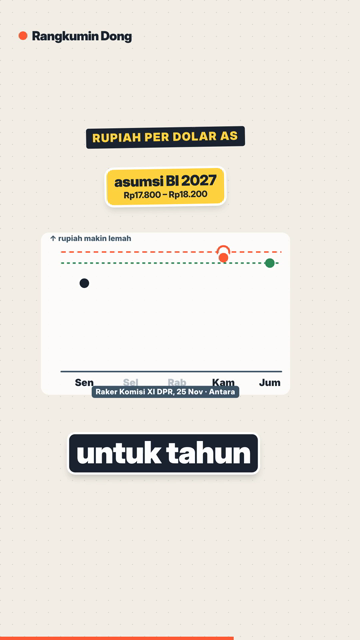 Rangkumin Dong
RUPIAH PER DOLAR AS
asumsi BI 2027
Rp17.800 – Rp18.200
↑ rupiah makin lemah
Sen Sel Rab Kam Jum
Raker Komisi XI DPR, 25 Nov · Antara
untuk tahun